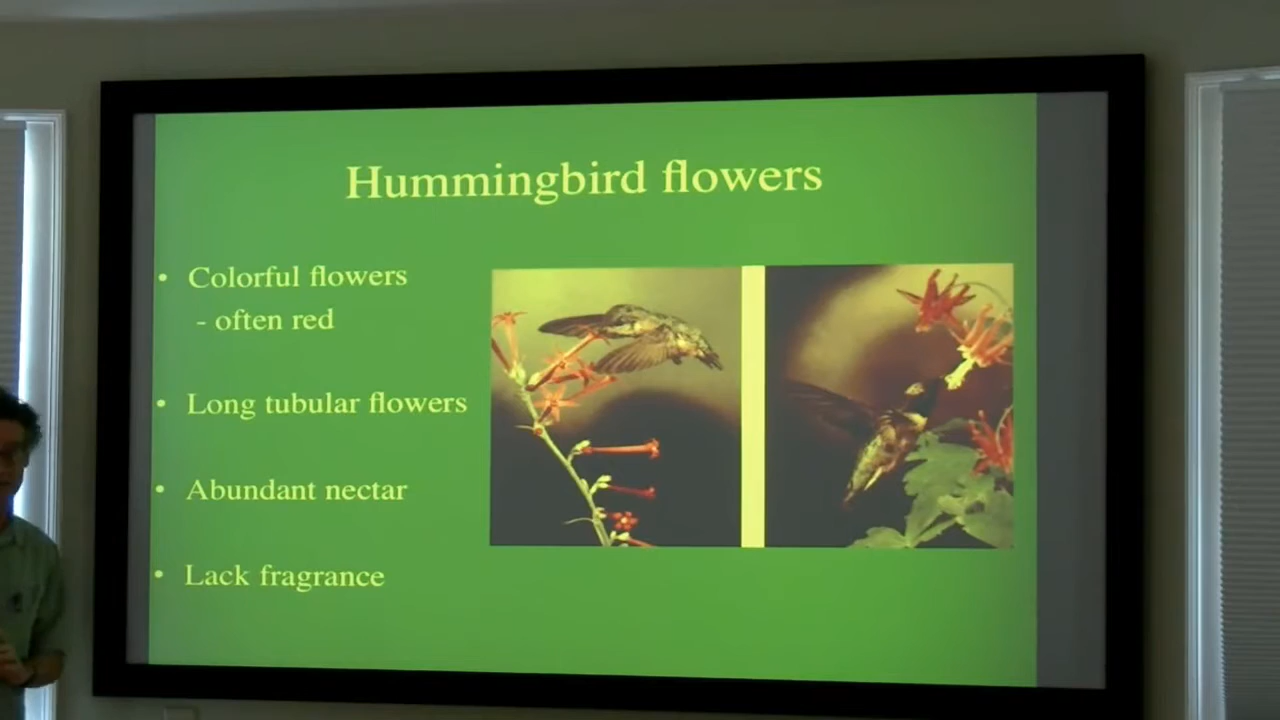 Hummingbird flowers
• Colorful flowers
- often red
• Long tubular flowers
• Abundant nectar
• Lack fragrance